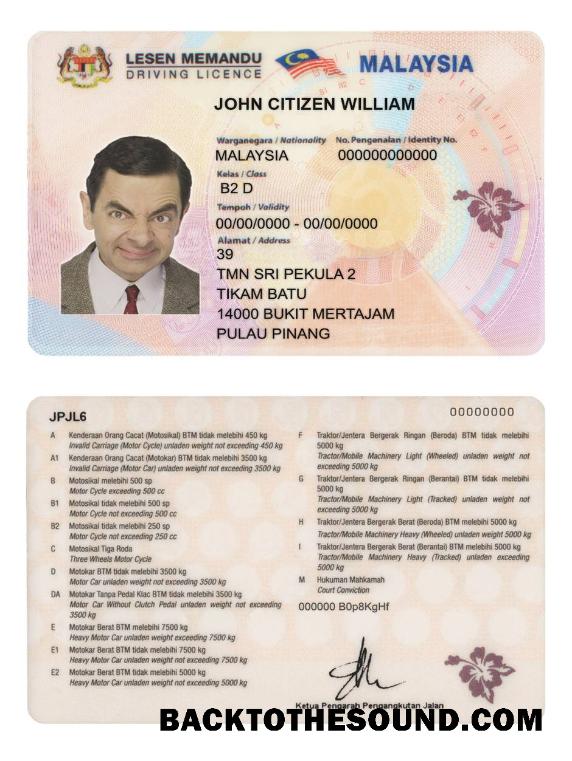 LESEN MEMANDU
DRIVING LICENCE
MALAYSIA
JOHN CITIZEN WILLIAM
Warganegara / Nationality
No. Pengenalan / Identity No.
MALAYSIA
000000000000
Kelas / Class
B2 D
Tempoh / Validity
00/00/0000 - 00/00/0000
Alamat / Address
39
TMN SRI PEKULA 2
TIKAM BATU
14000 BUKIT MERTAJAM
PULAU PINANG
JPJL6
00000000
A Kenderaan Orang Cacat (Motosikal) BTM tidak melebihi 450 kg
Invalid Carriage (Motor Cycle) unladen weight not exceeding 450 kg
A1 Kenderaan Orang Cacat (Motokar) BTM tidak melebihi 3500 kg
Invalid Carriage (Motor Car) unladen weight not exceeding 3500 kg
B Motosikal melebihi 500 sp
Motor Cycle exceeding 500 cc
B1 Motosikal tidak melebihi 500 sp
Motor Cycle not exceeding 500 cc
B2 Motosikal tidak melebihi 250 sp
Motor Cycle not exceeding 250 cc
C Motosikal Tiga Roda
Three Wheels Motor Cycle
D Motokar BTM tidak melebihi 3500 kg
Motor Car unladen weight not exceeding 3500 kg
DA Motokar Tanpa Pedal Klac BTM tidak melebihi 3500 kg
Motor Car Without Clutch Pedal unladen weight not exceeding
3500 kg
E Motokar Berat BTM melebihi 7500 kg
Heavy Motor Car unladen weight exceeding 7500 kg
E1 Motokar Berat BTM tidak melebihi 7500 kg
Heavy Motor Car unladen weight not exceeding 7500 kg
E2 Motokar Berat BTM tidak melebihi 5000 kg
Heavy Motor Car unladen weight not exceeding 5000 kg
F Traktor/Jentera Bergerak Ringan (Beroda) BTM tidak melebihi
5000 kg
Tractor/Mobile Machinery Light (Wheeled) unladen weight not
exceeding 5000 kg
G Traktor/Jentera Bergerak Ringan (Berantai) BTM tidak melebihi
5000 kg
Tractor/Mobile Machinery Light (Tracked) unladen weight not
exceeding 5000 kg
H Traktor/Jentera Bergerak Berat (Beroda) BTM melebihi 5000 kg
Tractor/Mobile Machinery Heavy (Wheeled) unladen weight 5000 kg
I Traktor/Jentera Bergerak Berat (Berantai) BTM melebihi 5000 kg
Tractor/Mobile Machinery Heavy (Tracked) unladen exceeding
5000 kg
M Hukuman Mahkamah
Court Conviction
000000 B0p8KgHf
Ketua Pengarah Pengangkutan Jalan
BACKTOTHESOUND.COM